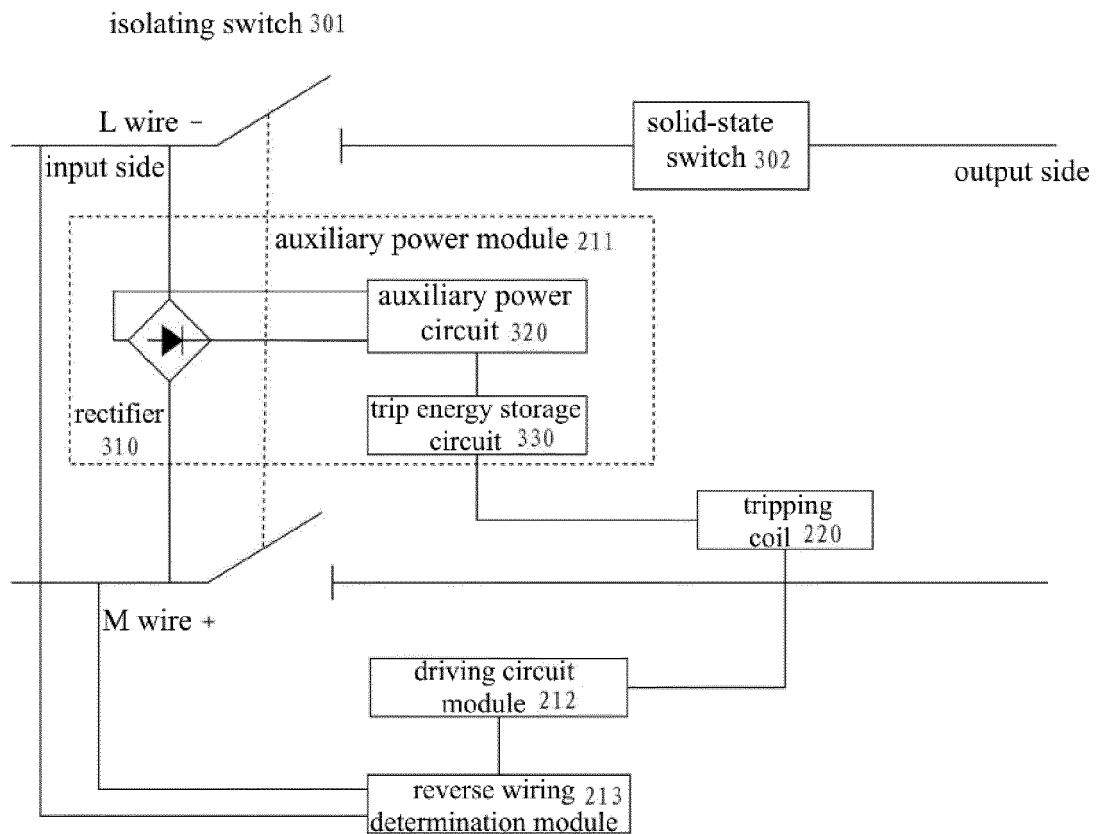 isolating switch 301
L wire -
input side
solid-state
switch 302
output side
auxiliary power module 211
auxiliary power
circuit 320
rectifier
310
trip energy storage
circuit 330
tripping
coil 220
M wire +
driving circuit
module 212
reverse wiring 213
determination module